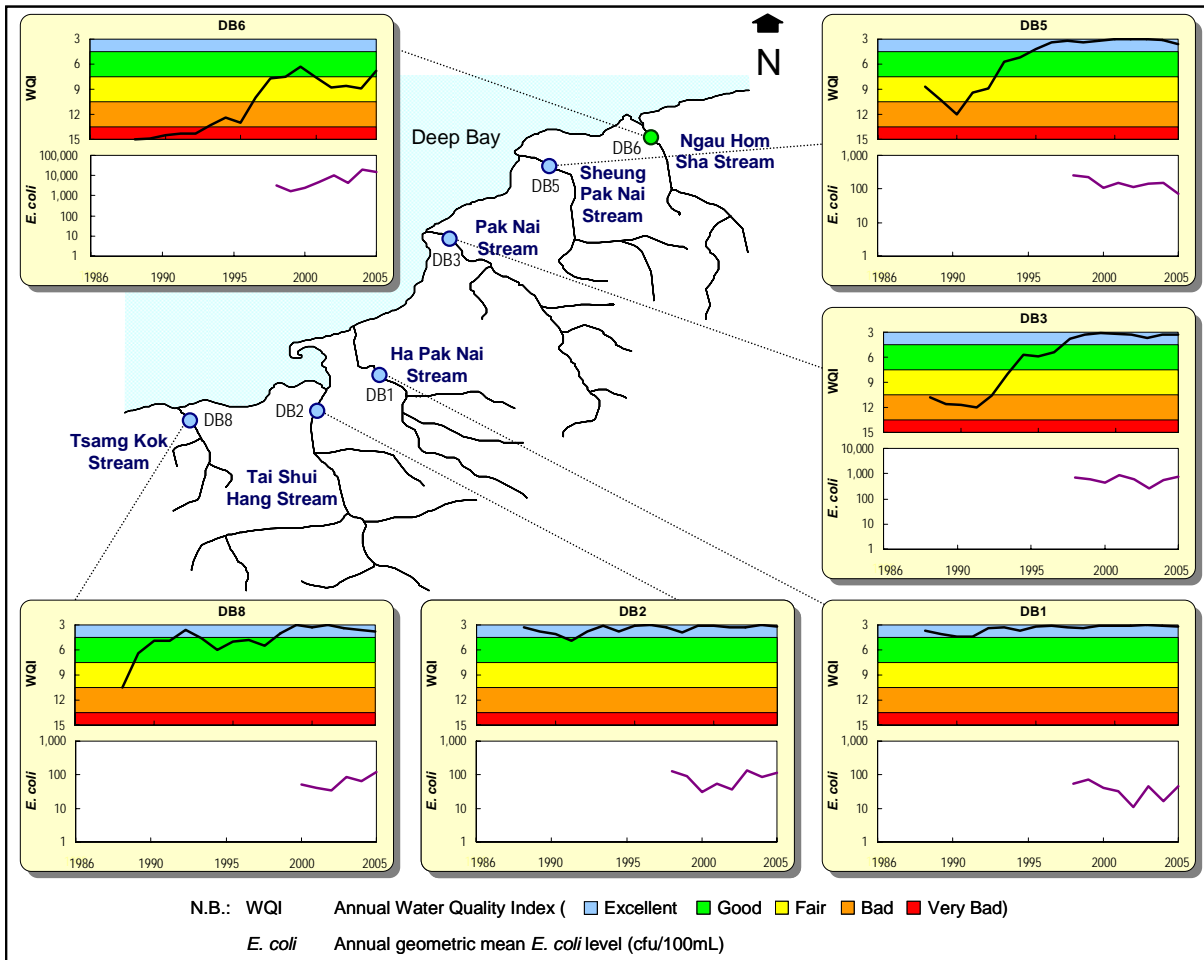 DB6
WQI
3
6
9
12
15
E. coli
100,000
10,000
1,000
100
10
1
1986
1990
1995
2000
2005
N
DB5
WQI
3
6
9
12
15
E. coli
1,000
100
10
1
1986
1990
1995
2000
2005
Deep Bay
DB6
Ngau Hom
Sha Stream
DB5
Sheung
Pak Nai
Stream
Pak Nai
Stream
DB3
Ha Pak Nai
Stream
DB1
DB2
DB8
Tsamg Kok
Stream
Tai Shui
Hang Stream
DB3
WQI
3
6
9
12
15
E. coli
10,000
1,000
100
10
1
1986
1990
1995
2000
2005
DB8
WQI
3
6
9
12
15
E. coli
1,000
100
10
1
1986
1990
1995
2000
2005
DB2
WQI
3
6
9
12
15
E. coli
1,000
100
10
1
1986
1990
1995
2000
2005
DB1
WQI
3
6
9
12
15
E. coli
1,000
100
10
1
1986
1990
1995
2000
2005
N.B.: WQI Annual Water Quality Index ( Excellent Good Fair Bad Very Bad)
E. coli Annual geometric mean E. coli level (cfu/100mL)